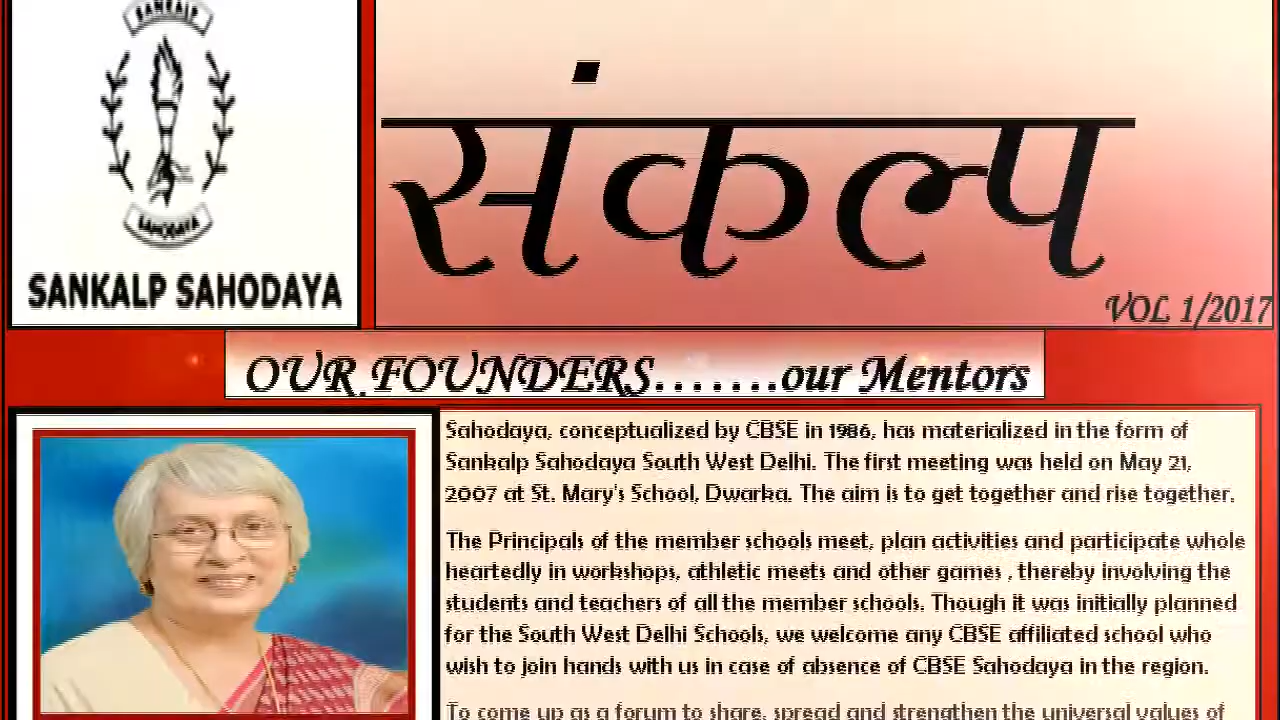 SANKALP
SAHODAYA
SANKALP SAHODAYA
संकल्प
VOL 1/2017
OUR FOUNDERS.......our Mentors
Sahodaya, conceptualized by CBSE in 1986, has materialized in the form of
Sankalp Sahodaya South West Delhi. The first meeting was held on May 21,
2007 at St. Mary's School, Dwarka. The aim is to get together and rise together.
The Principals of the member schools meet, plan activities and participate whole
heartedly in workshops, athletic meets and other games , thereby involving the
students and teachers of all the member schools. Though it was initially planned
for the South West Delhi Schools, we welcome any CBSE affiliated school who
wish to join hands with us in case of absence of CBSE Sahodaya in the region.
To come up as a forum to share, spread and strengthen the universal values of